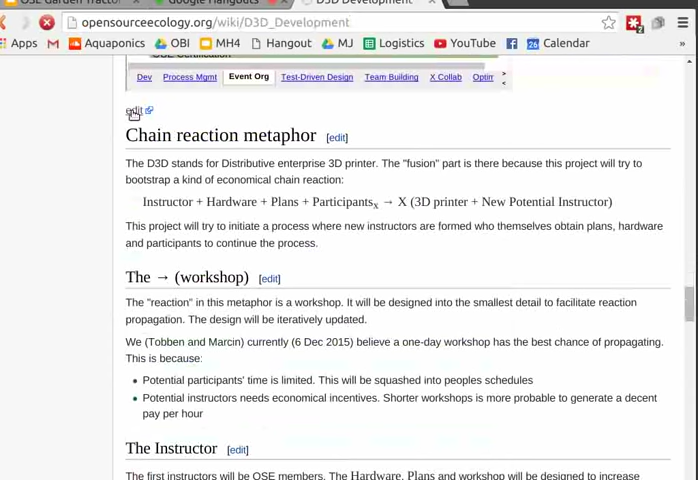 OSE Garden Tractor
Google Hangouts
D3D Development
opensourceecology.org/wiki/D3D_Development
2
Apps M Aquaponics OBI MH4 Hangout MJ Logistics YouTube 26 Calendar »
OSE Certification
Dev Process Mgmt Event Org Test-Driven Design Team Building X Collab Optim
edit
Chain reaction metaphor [edit]
The D3D stands for Distributive enterprise 3D printer. The "fusion" part is there because this project will try to
bootstrap a kind of economical chain reaction:
Instructor + Hardware + Plans + Participantsₓ → X (3D printer + New Potential Instructor)
This project will try to initiate a process where new instructors are formed who themselves obtain plans, hardware
and participants to continue the process.
The → (workshop) [edit]
The "reaction" in this metaphor is a workshop. It will be designed into the smallest detail to facilitate reaction
propagation. The design will be iteratively updated.
We (Tobben and Marcin) currently (6 Dec 2015) believe a one-day workshop has the best chance of propagating.
This is because:
• Potential participants' time is limited. This will be squashed into peoples schedules
• Potential instructors needs economical incentives. Shorter workshops is more probable to generate a decent
pay per hour
The Instructor [edit]
The first instructors will be OSE members. The Hardware, Plans and workshop will be designed to increase